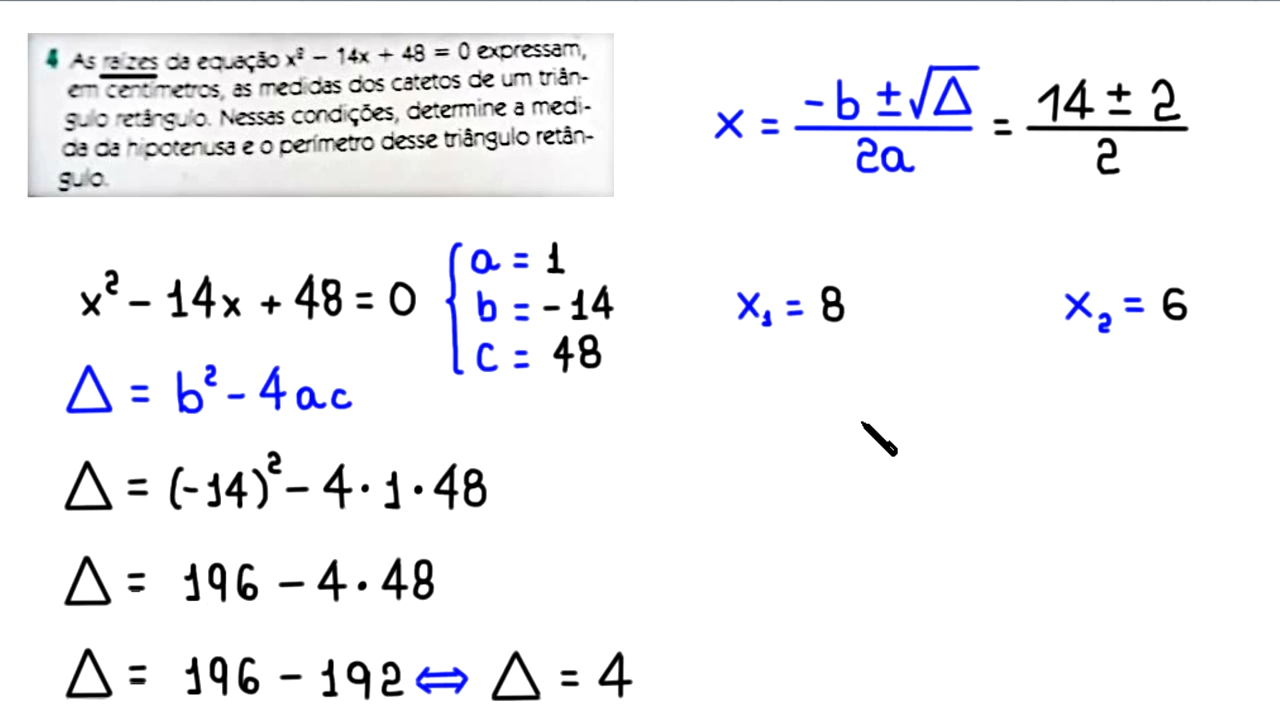 4 As raízes da equação x² − 14x + 48 = 0 expressam,
em centímetros, as medidas dos catetos de um triân-
gulo retângulo. Nessas condições, determine a medi-
da da hipotenusa e o perímetro desse triângulo retân-
gulo.
x² - 14x + 48 = 0
a = 1
b = -14
c = 48
Δ = b² - 4ac
Δ = (-14)² - 4 · 1 · 48
Δ = 196 - 4 · 48
Δ = 196 - 192 ⇔ Δ = 4
x = (-b ± √Δ)/2a = (14 ± 2)/2
x₁ = 8
x₂ = 6